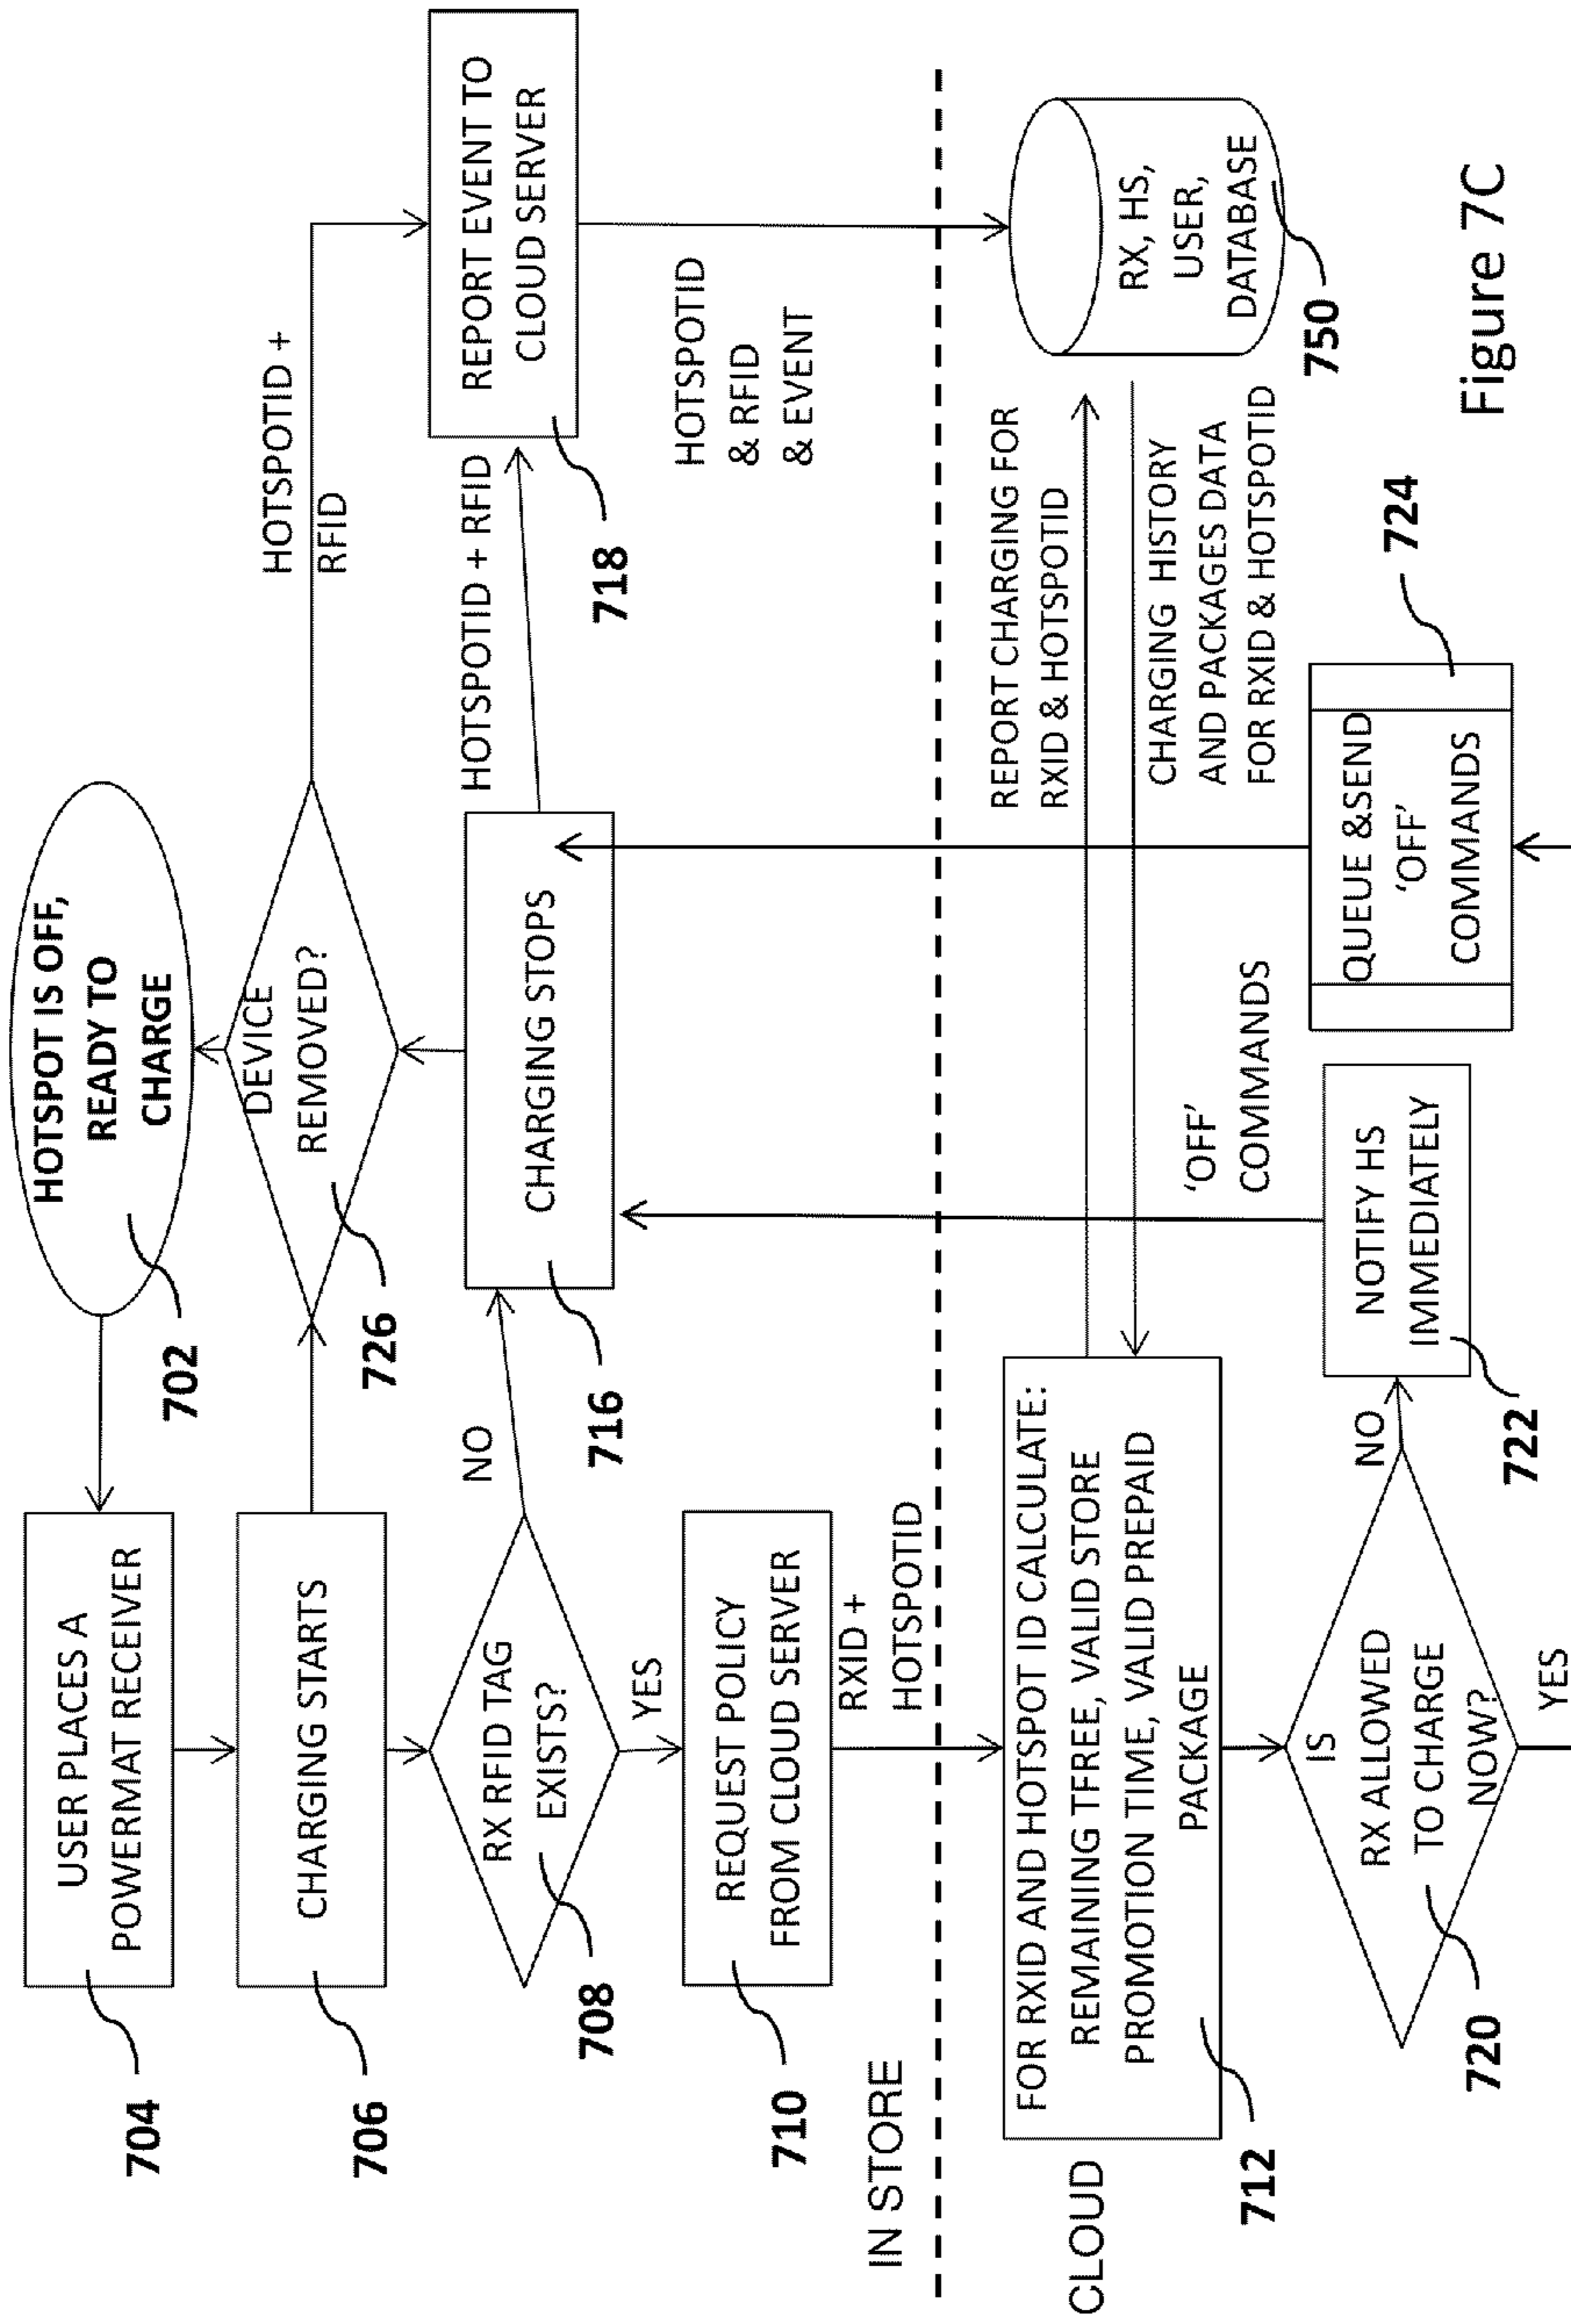 HOTSPOT IS OFF,
READY TO
CHARGE
702
USER PLACES A
POWERMAT RECEIVER
704
CHARGING STARTS
706
DEVICE
REMOVED?
726
HOTSPOTID +
RFID
RX RFID TAG
EXISTS?
708
NO
YES
CHARGING STOPS
716
HOTSPOTID + RFID
REPORT EVENT TO
CLOUD SERVER
718
REQUEST POLICY
FROM CLOUD SERVER
710
RXID +
HOTSPOTID
HOTSPOTID
& RFID
& EVENT
IN STORE
CLOUD
FOR RXID AND HOTSPOT ID CALCULATE:
REMAINING TFREE, VALID STORE
PROMOTION TIME, VALID PREPAID
PACKAGE
712
REPORT CHARGING FOR
RXID & HOTSPOTID
CHARGING HISTORY
AND PACKAGES DATA
FOR RXID & HOTSPOTID
RX, HS,
USER,
DATABASE
750
'OFF'
COMMANDS
IS
RX ALLOWED
TO CHARGE
NOW?
720
NO
YES
NOTIFY HS
IMMEDIATELY
722
QUEUE &SEND
'OFF'
COMMANDS
724
Figure 7C